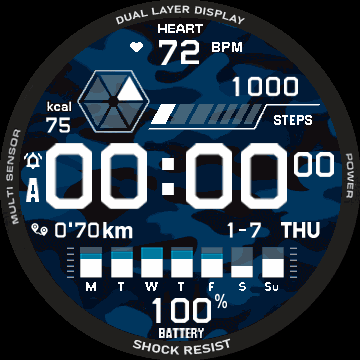 DUAL LAYER DISPLAY
HEART
72 BPM
1000
STEPS
kcal
75
MULTI SENSOR
POWER
A 00:00 00
0'70km
1-7 THU
M T W T F S Su
100%
BATTERY
SHOCK RESIST